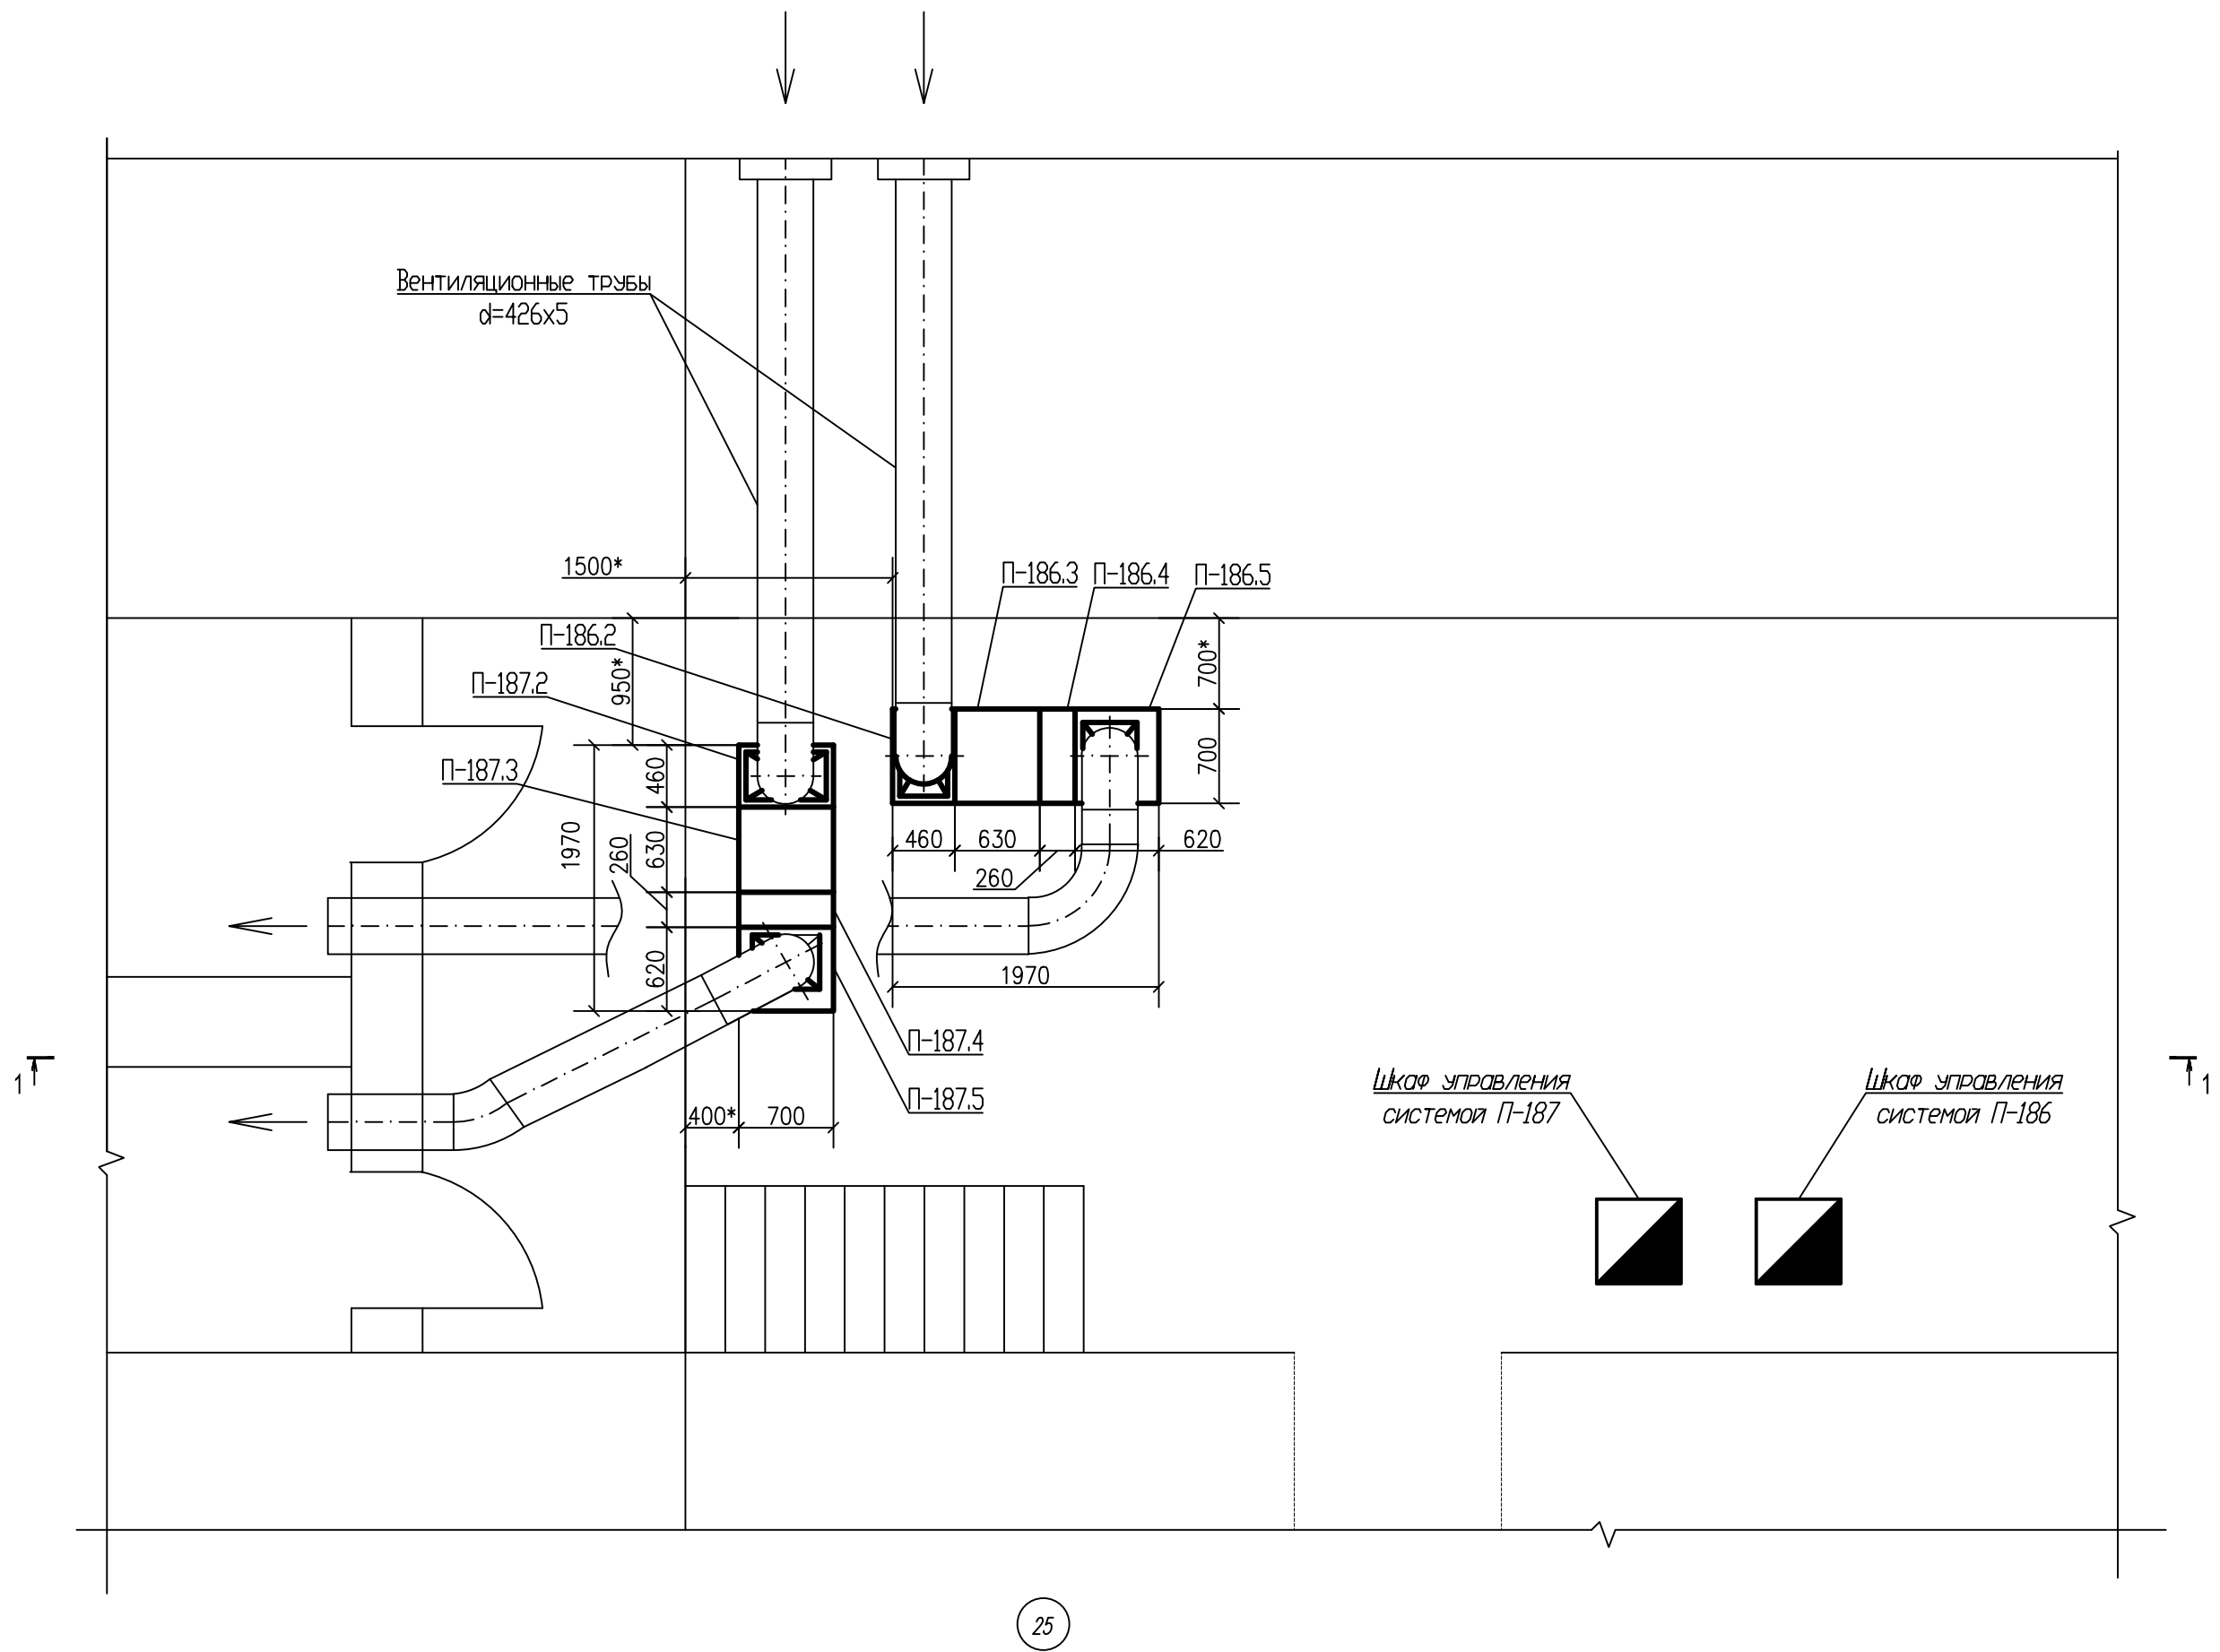 Вентиляционные трубы
d=426x5
1500*
П-186.3
П-186.4
П-186.5
П-186.2
950*
700*
П-187.2
700
П-187.3
460
1970
260
630
620
460
630
620
260
1970
П-187.4
П-187.5
400*
700
1
1
Шкаф управления
системой П-187
Шкаф управления
системой П-186
25